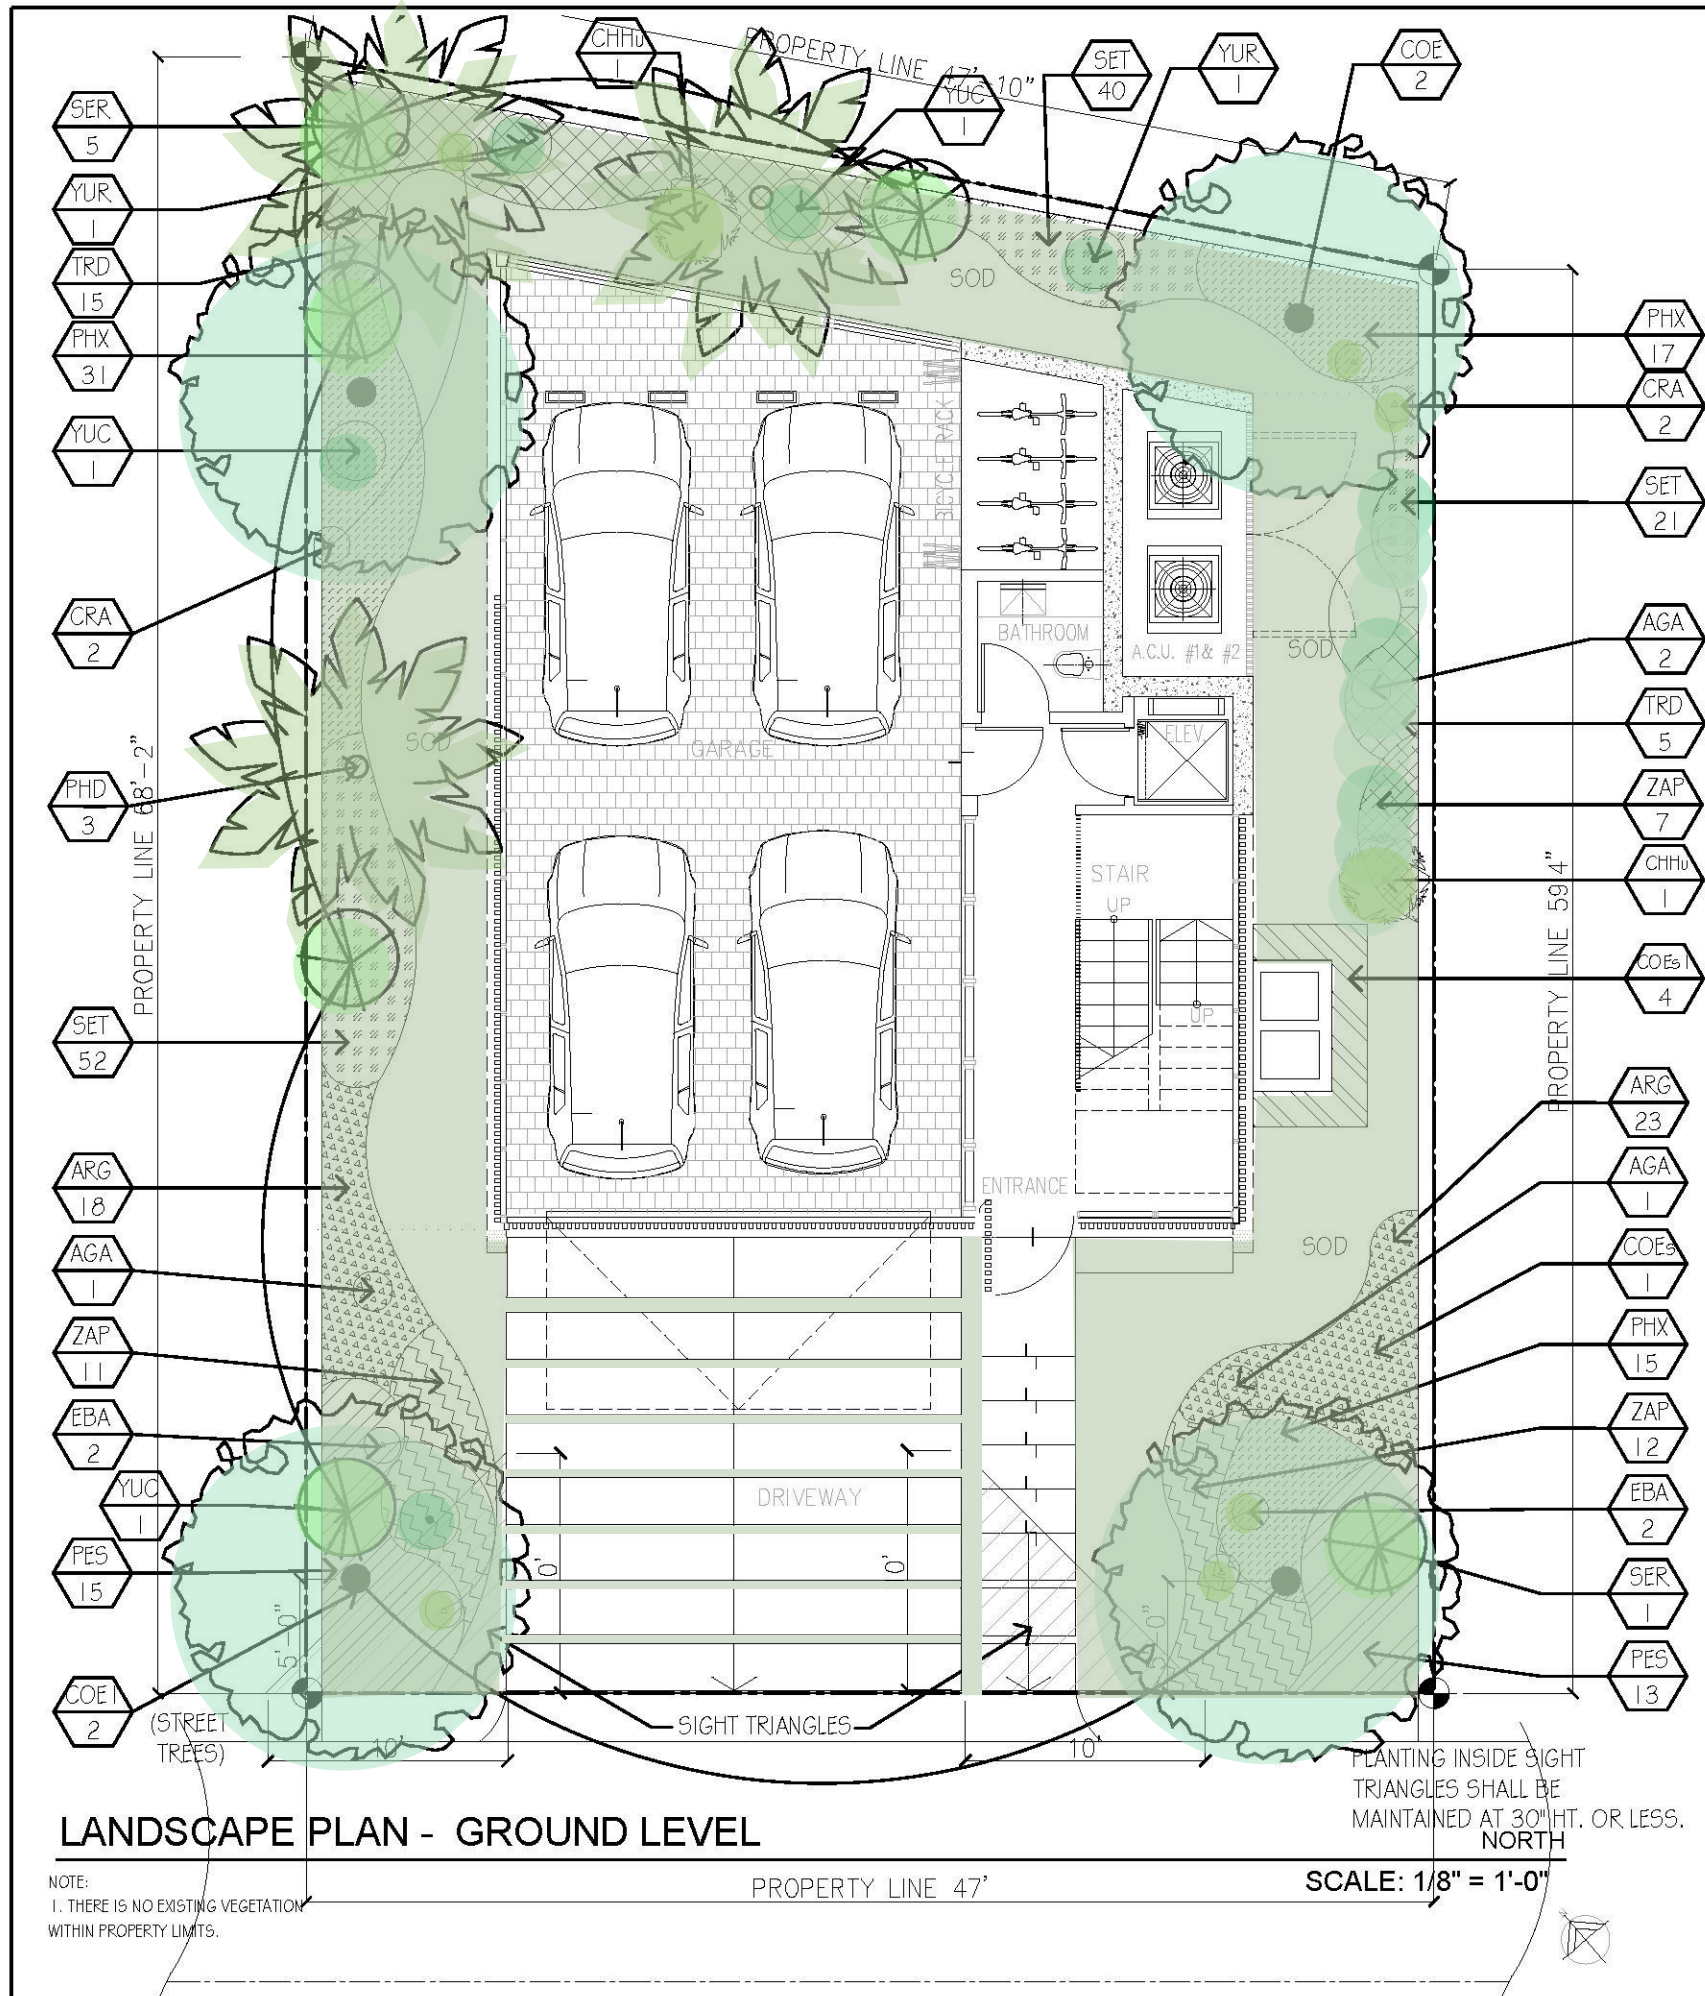 CHHu
1
PROPERTY LINE 47'-10"
YUC
1
SET
40
YUR
1
COE
2
SER
5
YUR
1
TRD
15
PHX
31
YUC
1
CRA
2
PHD
3
SET
52
ARG
18
AGA
1
ZAP
11
EBA
2
YUC
1
PES
15
COE1
2
(STREET
TREES)
PROPERTY LINE 68'-2"
SOD
SOD
SOD
SOD
BICYCLE RACK
BATHROOM
A.C.U. #1& #2
ELEV.
GARAGE
STAIR
UP
UP
ENTRANCE
DRIVEWAY
PHX
17
CRA
2
SET
21
AGA
2
TRD
5
ZAP
7
CHHu
1
COEs1
4
PROPERTY LINE 59'4"
ARG
23
AGA
1
COEs
1
PHX
15
ZAP
12
EBA
2
SER
1
PES
13
5'-0"
0'
0'
SIGHT TRIANGLES
10'
10'
PLANTING INSIDE SIGHT
TRIANGLES SHALL BE
MAINTAINED AT 30" HT. OR LESS.
LANDSCAPE PLAN - GROUND LEVEL
NORTH
SCALE: 1/8" = 1'-0"
NOTE:
1. THERE IS NO EXISTING VEGETATION
WITHIN PROPERTY LIMITS.
PROPERTY LINE 47'